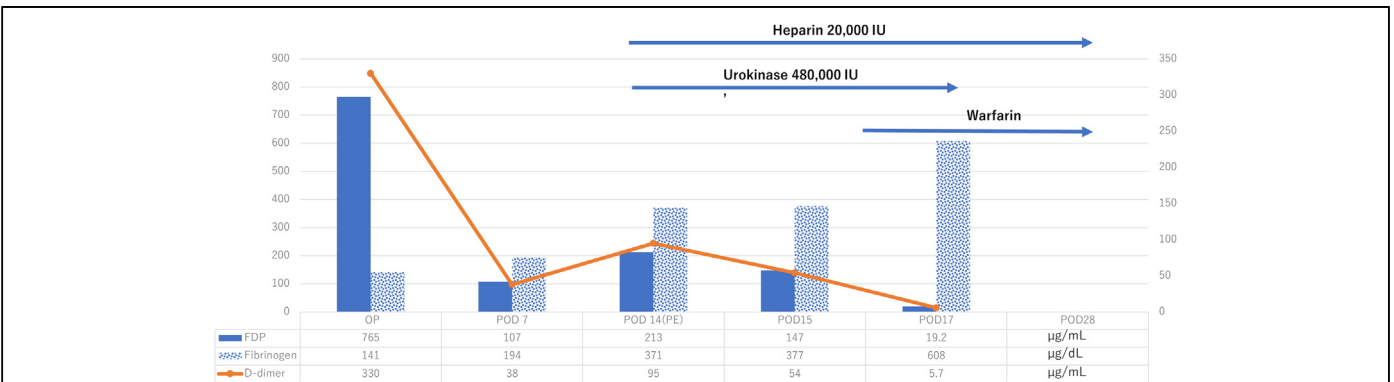 Heparin 20,000 IU
900 350
800 Urokinase 480,000 IU 300
,
700 Warfarin
600 250
500 200
400 150
300
200 100
100 50
0 0
OP POD 7 POD 14(PE) POD15 POD17 POD28
FDP 765 107 213 147 19.2 μg/mL
Fibrinogen 141 194 371 377 608 μg/dL
D-dimer 330 38 95 54 5.7 μg/mL